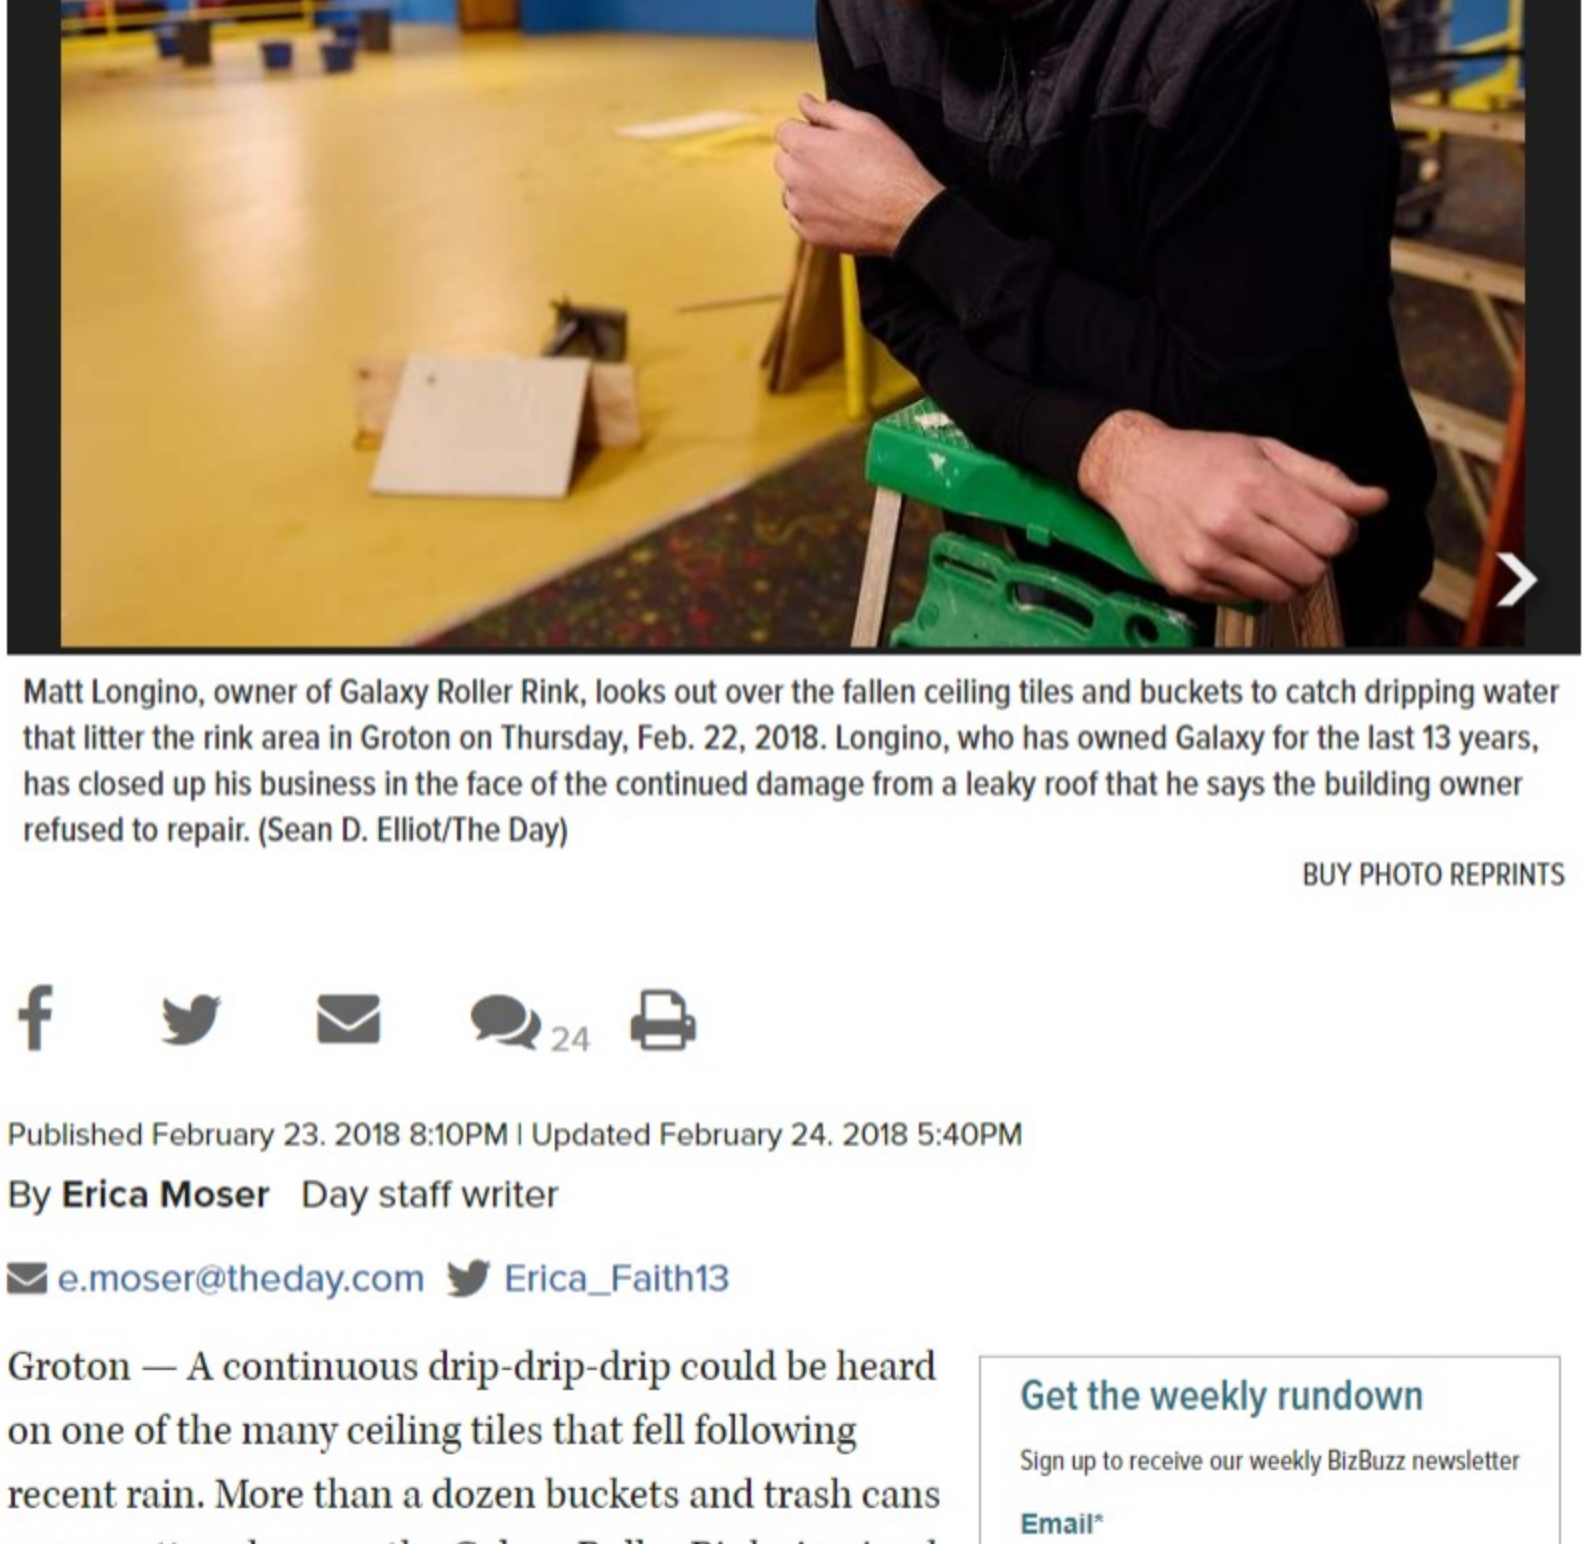 Matt Longino, owner of Galaxy Roller Rink, looks out over the fallen ceiling tiles and buckets to catch dripping water
that litter the rink area in Groton on Thursday, Feb. 22, 2018. Longino, who has owned Galaxy for the last 13 years,
has closed up his business in the face of the continued damage from a leaky roof that he says the building owner
refused to repair. (Sean D. Elliot/The Day)
BUY PHOTO REPRINTS
24
Published February 23. 2018 8:10PM | Updated February 24. 2018 5:40PM
By Erica Moser Day staff writer
e.moser@theday.com Erica_Faith13
Groton — A continuous drip-drip-drip could be heard
on one of the many ceiling tiles that fell following
recent rain. More than a dozen buckets and trash cans
Get the weekly rundown
Sign up to receive our weekly BizBuzz newsletter
Email*